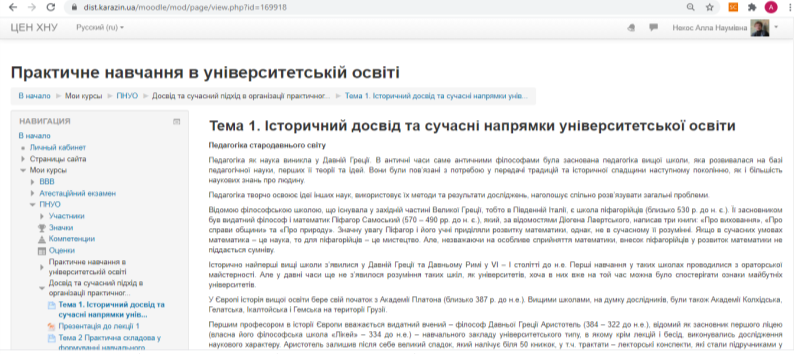 dist.karazin.ua/moodle/mod/page/view.php?id=169918
ЦЕН ХНУ Русский (ru) Некос Алла Наумівна
Практичне навчання в університетській освіті
В начало ► Мои курсы ► ПНУО ► Досвід та сучасний підхід в організації практичног... ► Тема 1. Історичний досвід та сучасні напрямки унів...
НАВИГАЦИЯ
В начало
Личный кабинет
Страницы сайта
Мои курсы
ВВВ
Атестаційний екзамен
ПНУО
Участники
Значки
Компетенции
Оценки
Практичне навчання в
університетській освіті
Досвід та сучасний підхід в
організації практичног...
Тема 1. Історичний досвід та
сучасні напрямки унів...
Презентація до лекції 1
Тема 2 Практична складова у
формуванні навчального
Тема 1. Історичний досвід та сучасні напрямки університетської освіти
Педагогіка стародавнього світу
Педагогіка як наука виникла у Давній Греції. В античні часи саме античними філософами була заснована педагогіка вищої школи, яка розвивалася на базі
педагогічної науки, перших її теорії та ідей. Вони були пов'язані з потребою у передачі традицій та історичної спадщини наступному поколінню, як і більшість
наукових знань про людину.
Педагогіка творчо освоює ідеї інших наук, використовує їх методи та результати досліджень, наголошує спільно розв'язувати загальні проблеми.
Відомою філософською школою, що існувала у західній частині Великої Греції, тобто в Південній Італії, є школа піфагорійців (близько 530 р. до н. є.). Її засновником
був видатний філософ і математик Піфагор Самоський (570 – 490 рр. до н. є.), який, за відомостями Діогена Лаертського, написав три книги: «Про виховання», «Про
справи общини» та «Про природу». Значну увагу Піфагор і його учні приділяли розвитку математики, однак, не в сучасному її розумінні. Якщо в сучасних умовах
математика – це наука, то для піфагорійців – це мистецтво. Але, незважаючи на особливе сприйняття математики, внесок піфагорійців у розвиток математики не
піддається сумніву.
Історично найперші вищі школи з'явилися у Давній Греції та Давньому Римі у VI – I столітті до н.е. Перші навчання у таких школах проводилися з ораторської
майстерності. Але у давні часи ще не з'явилося розуміння таких шкіл, як університетів, хоча в них вже на той час можно було спостерігати ознаки майбутніх
університетів.
У Європі історія вищої освіти бере свій початок з Академії Платона (близько 387 р. до н.е.). Вищими школами, на думку дослідників, були також Академії Колхідська,
Гелатська, Ікалтойська і Гемська на території Грузії.
Першим професором в історії Європи вважається видатний вчений – філософ Давньої Греції Аристотель (384 – 322 до н.е.), відомий як засновник першого ліцею
(власна його філософська школа «Лікей» – 334 до н.е.) – навчального закладу університетського типу, в якому крім лекцій і бесід, виконувались дослідження
наукового характеру. Аристотель залишив після себе великий спадок, який налічує біля 50 книжок, у т.ч. трактати – лекторські конспекти, які стали підручниками у